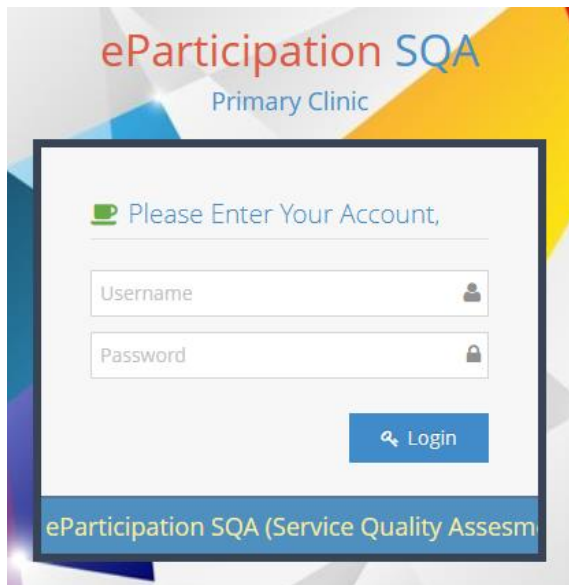 eParticipation SQA
Primary Clinic
Please Enter Your Account,
Username
Password
Login
eParticipation SQA (Service Quality Assesm